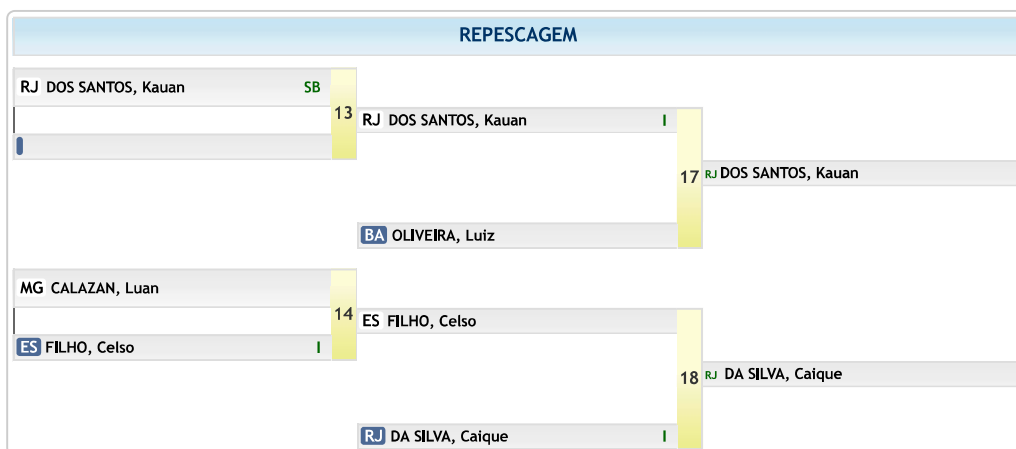 REPESCAGEM
RJ DOS SANTOS, Kauan SB
13
RJ DOS SANTOS, Kauan I
17
RJ DOS SANTOS, Kauan
BA OLIVEIRA, Luiz
MG CALAZAN, Luan
14
ES FILHO, Celso
ES FILHO, Celso I
18
RJ DA SILVA, Caique
RJ DA SILVA, Caique I